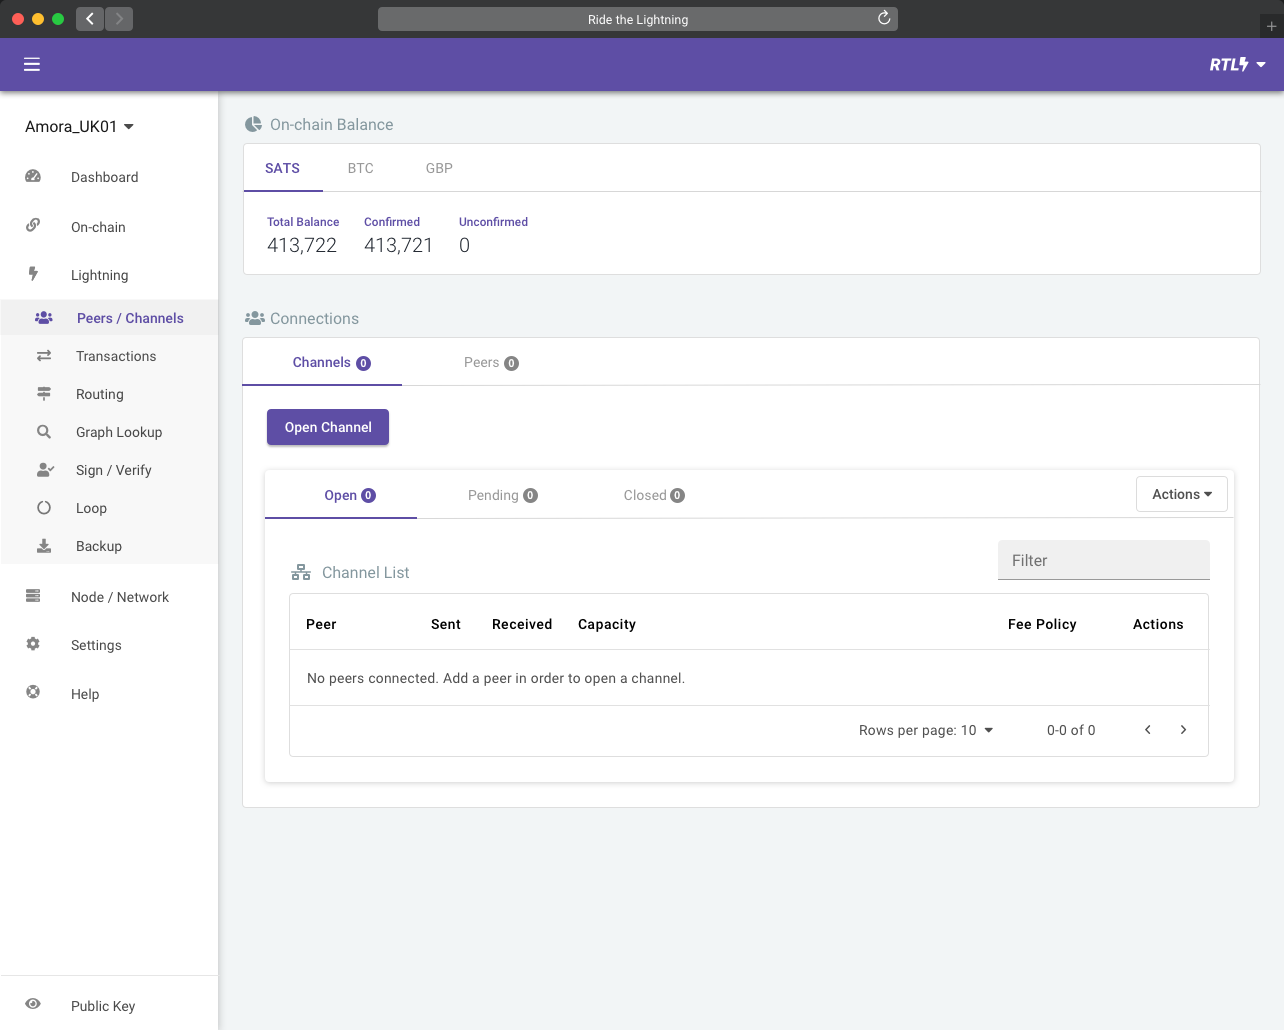 Ride the Lightning
RTL
Amora_UK01
Dashboard
On-chain
Lightning
Peers / Channels
Transactions
Routing
Graph Lookup
Sign / Verify
Loop
Backup
Node / Network
Settings
Help
Public Key
On-chain Balance
SATS BTC GBP
Total Balance Confirmed Unconfirmed
413,722 413,721 0
Connections
Channels 0 Peers 0
Open Channel
Open 0 Pending 0 Closed 0 Actions
Channel List Filter
Peer Sent Received Capacity Fee Policy Actions
No peers connected. Add a peer in order to open a channel.
Rows per page: 10 0-0 of 0